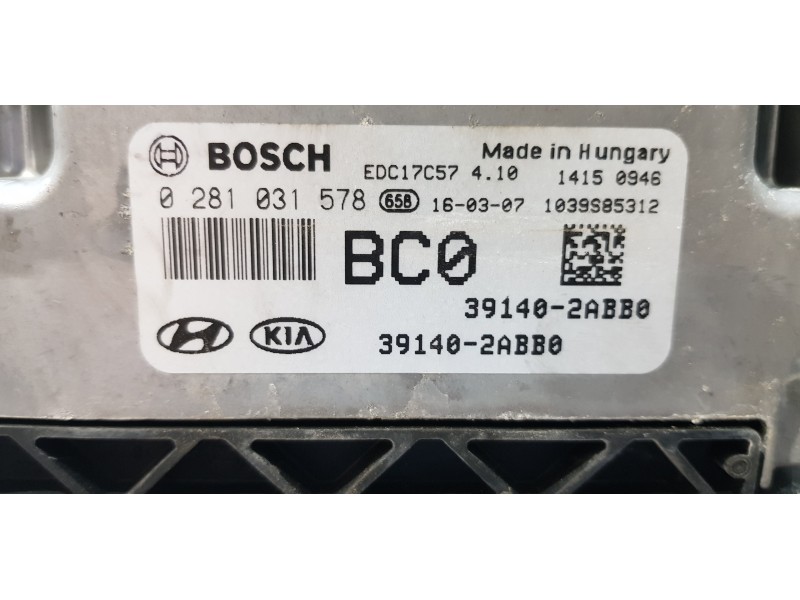 BOSCH
Made in Hungary
EDC17C57 4.10
1415 0946
0 281 031 578 658 16-03-07 1039S85312
BC0
39140-2ABB0
KIA 39140-2ABB0